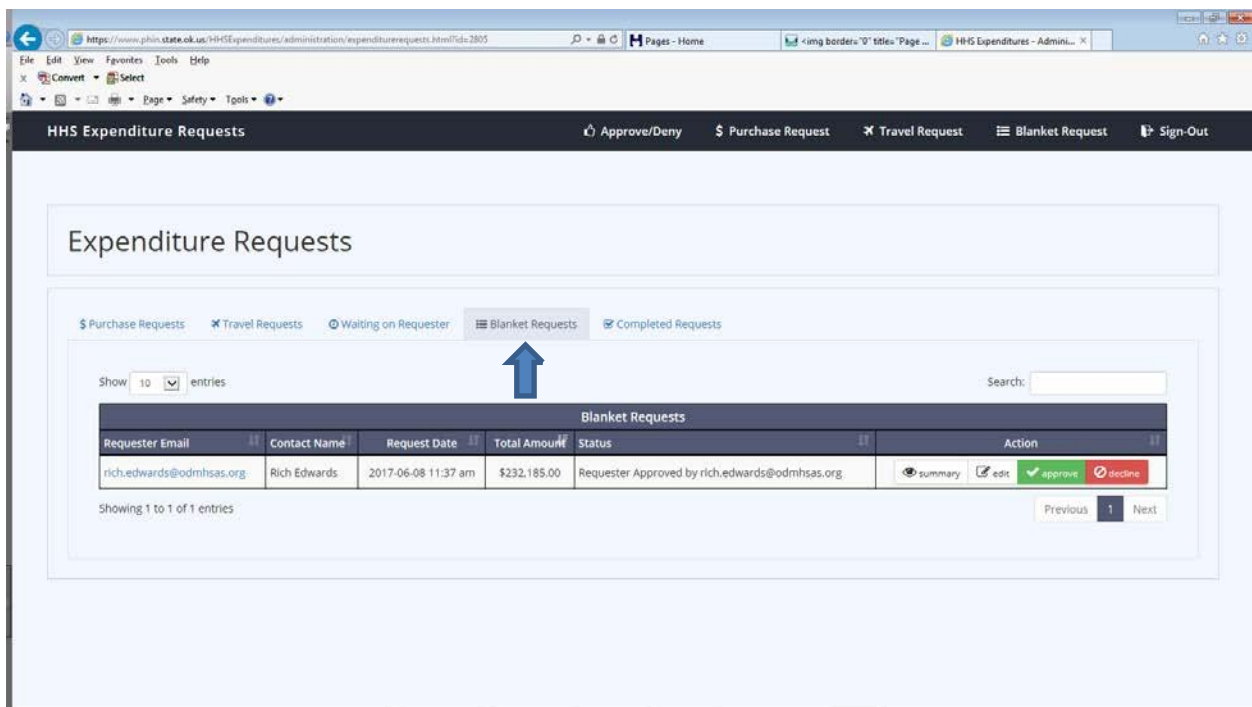 https://www.phin.state.ok.us/HHSExpenditures/administration/expenditurerequests.html?id=2805 Pages - Home <img border="0" title="Page ... HHS Expenditures - Admini... ×
File Edit View Favorites Tools Help
x Convert Select
Page Safety Tools
HHS Expenditure Requests Approve/Deny $ Purchase Request Travel Request Blanket Request Sign-Out
Expenditure Requests
$ Purchase Requests Travel Requests Waiting on Requester Blanket Requests Completed Requests
Show 10 entries Search:
Blanket Requests
Requester Email Contact Name Request Date Total Amount Status Action
rich.edwards@odmhsas.org Rich Edwards 2017-06-08 11:37 am $232,185.00 Requester Approved by rich.edwards@odmhsas.org summary edit approve decline
Showing 1 to 1 of 1 entries Previous 1 Next